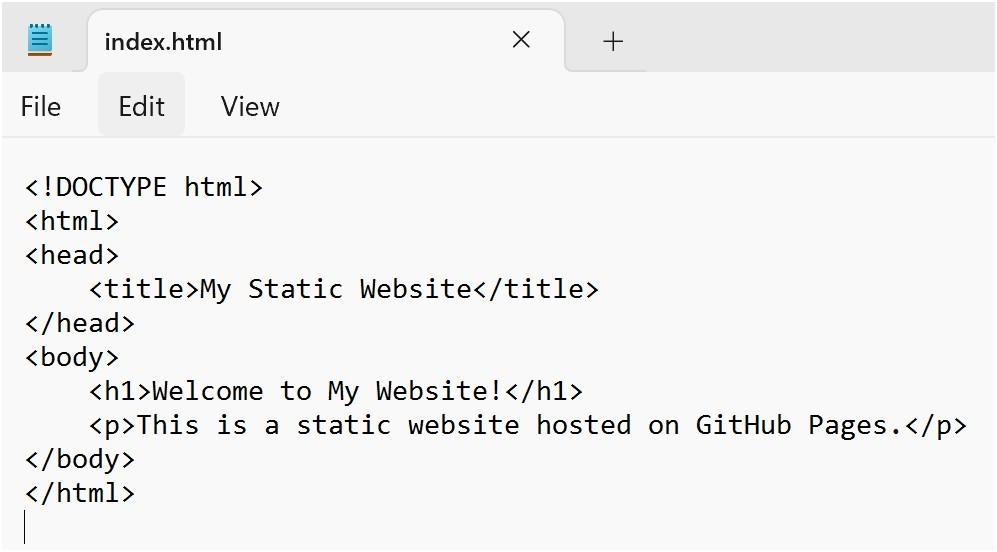 index.html
File Edit View
<!DOCTYPE html>
<html>
<head>
    <title>My Static Website</title>
</head>
<body>
    <h1>Welcome to My Website!</h1>
    <p>This is a static website hosted on GitHub Pages.</p>
</body>
</html>